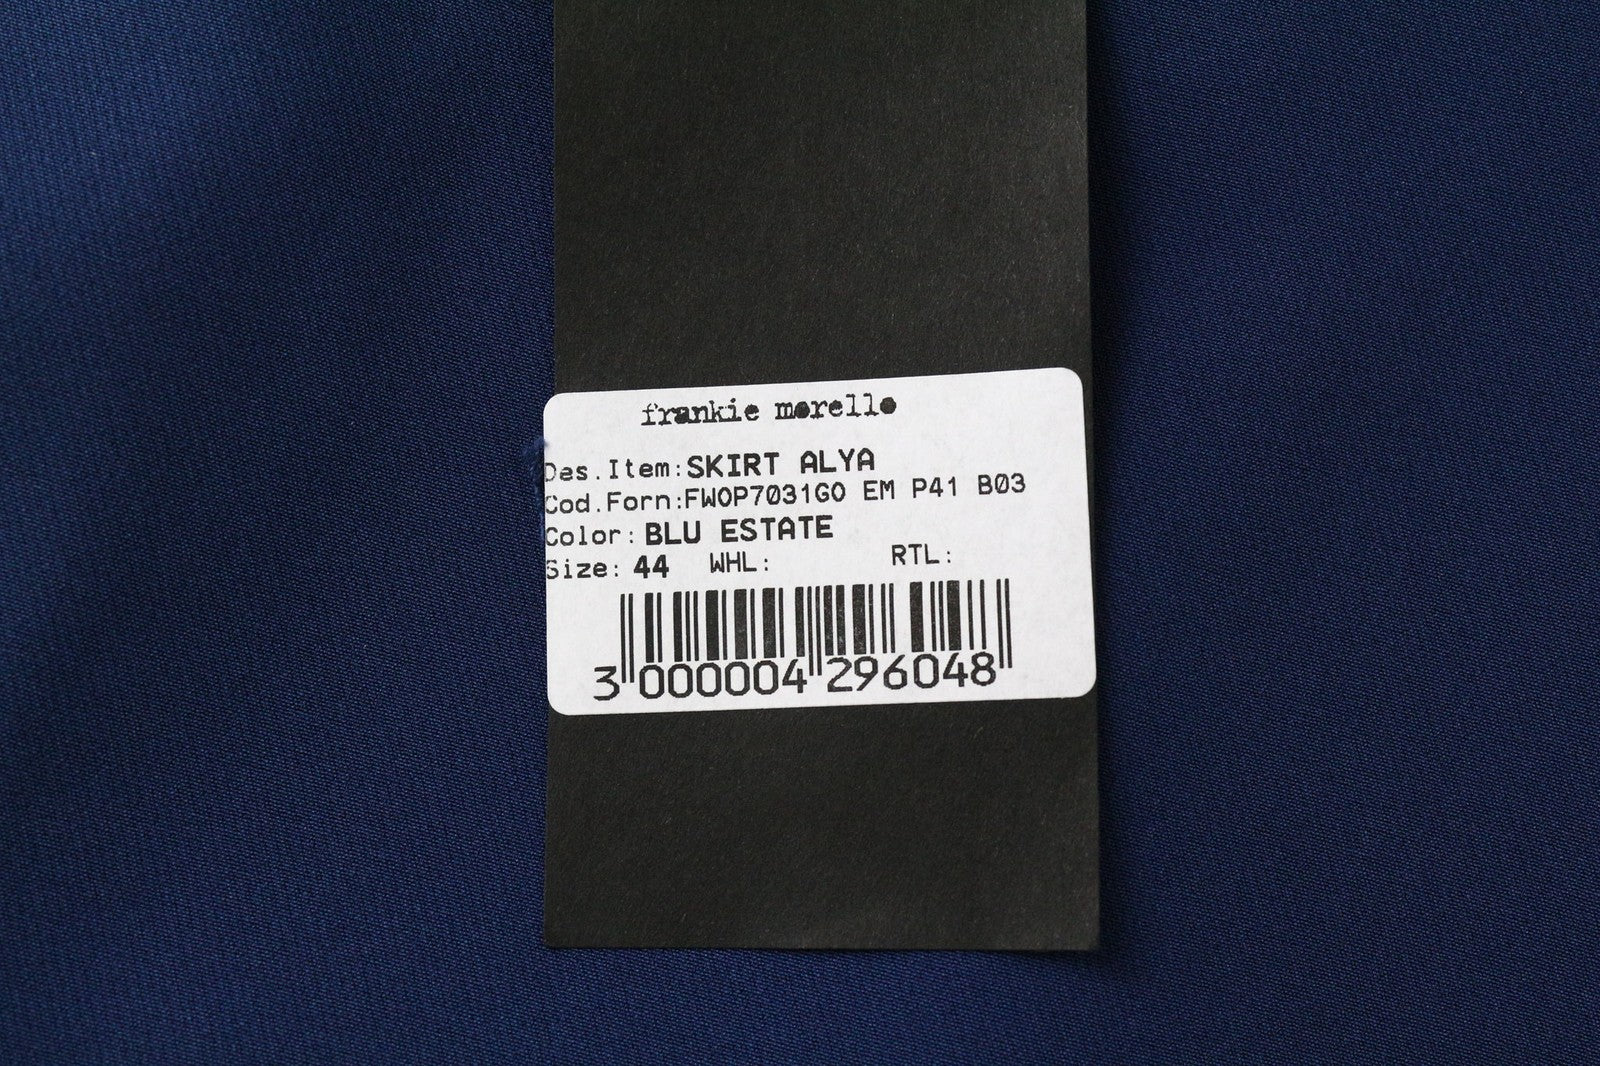 frankie morello
Des.Item:SKIRT ALYA
Cod.Forn:FWOP7031GO EM P41 B03
Color: BLU ESTATE
Size: 44 WHL: RTL:
3 000004 296048